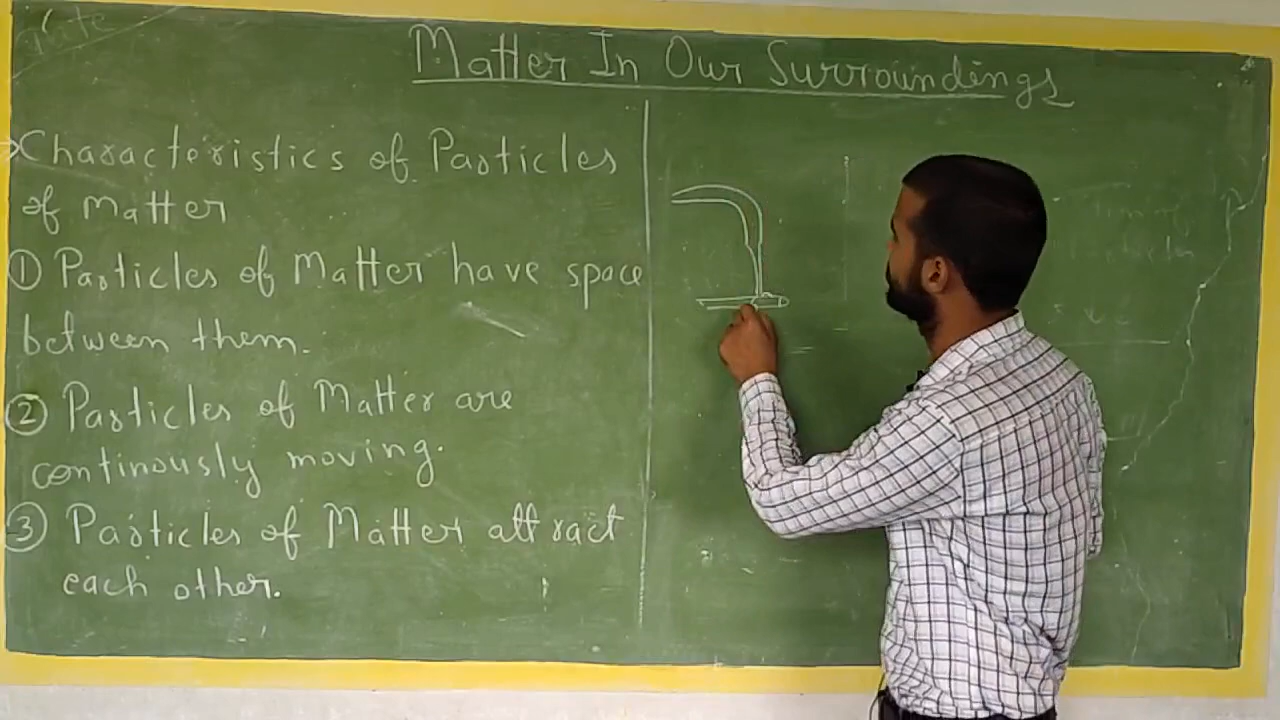 Matter In Our Surroundings
Characteristics of Particles
of Matter
① Particles of Matter have space
between them.
② Particles of Matter are
continously moving.
③ Particles of Matter attract
each other.